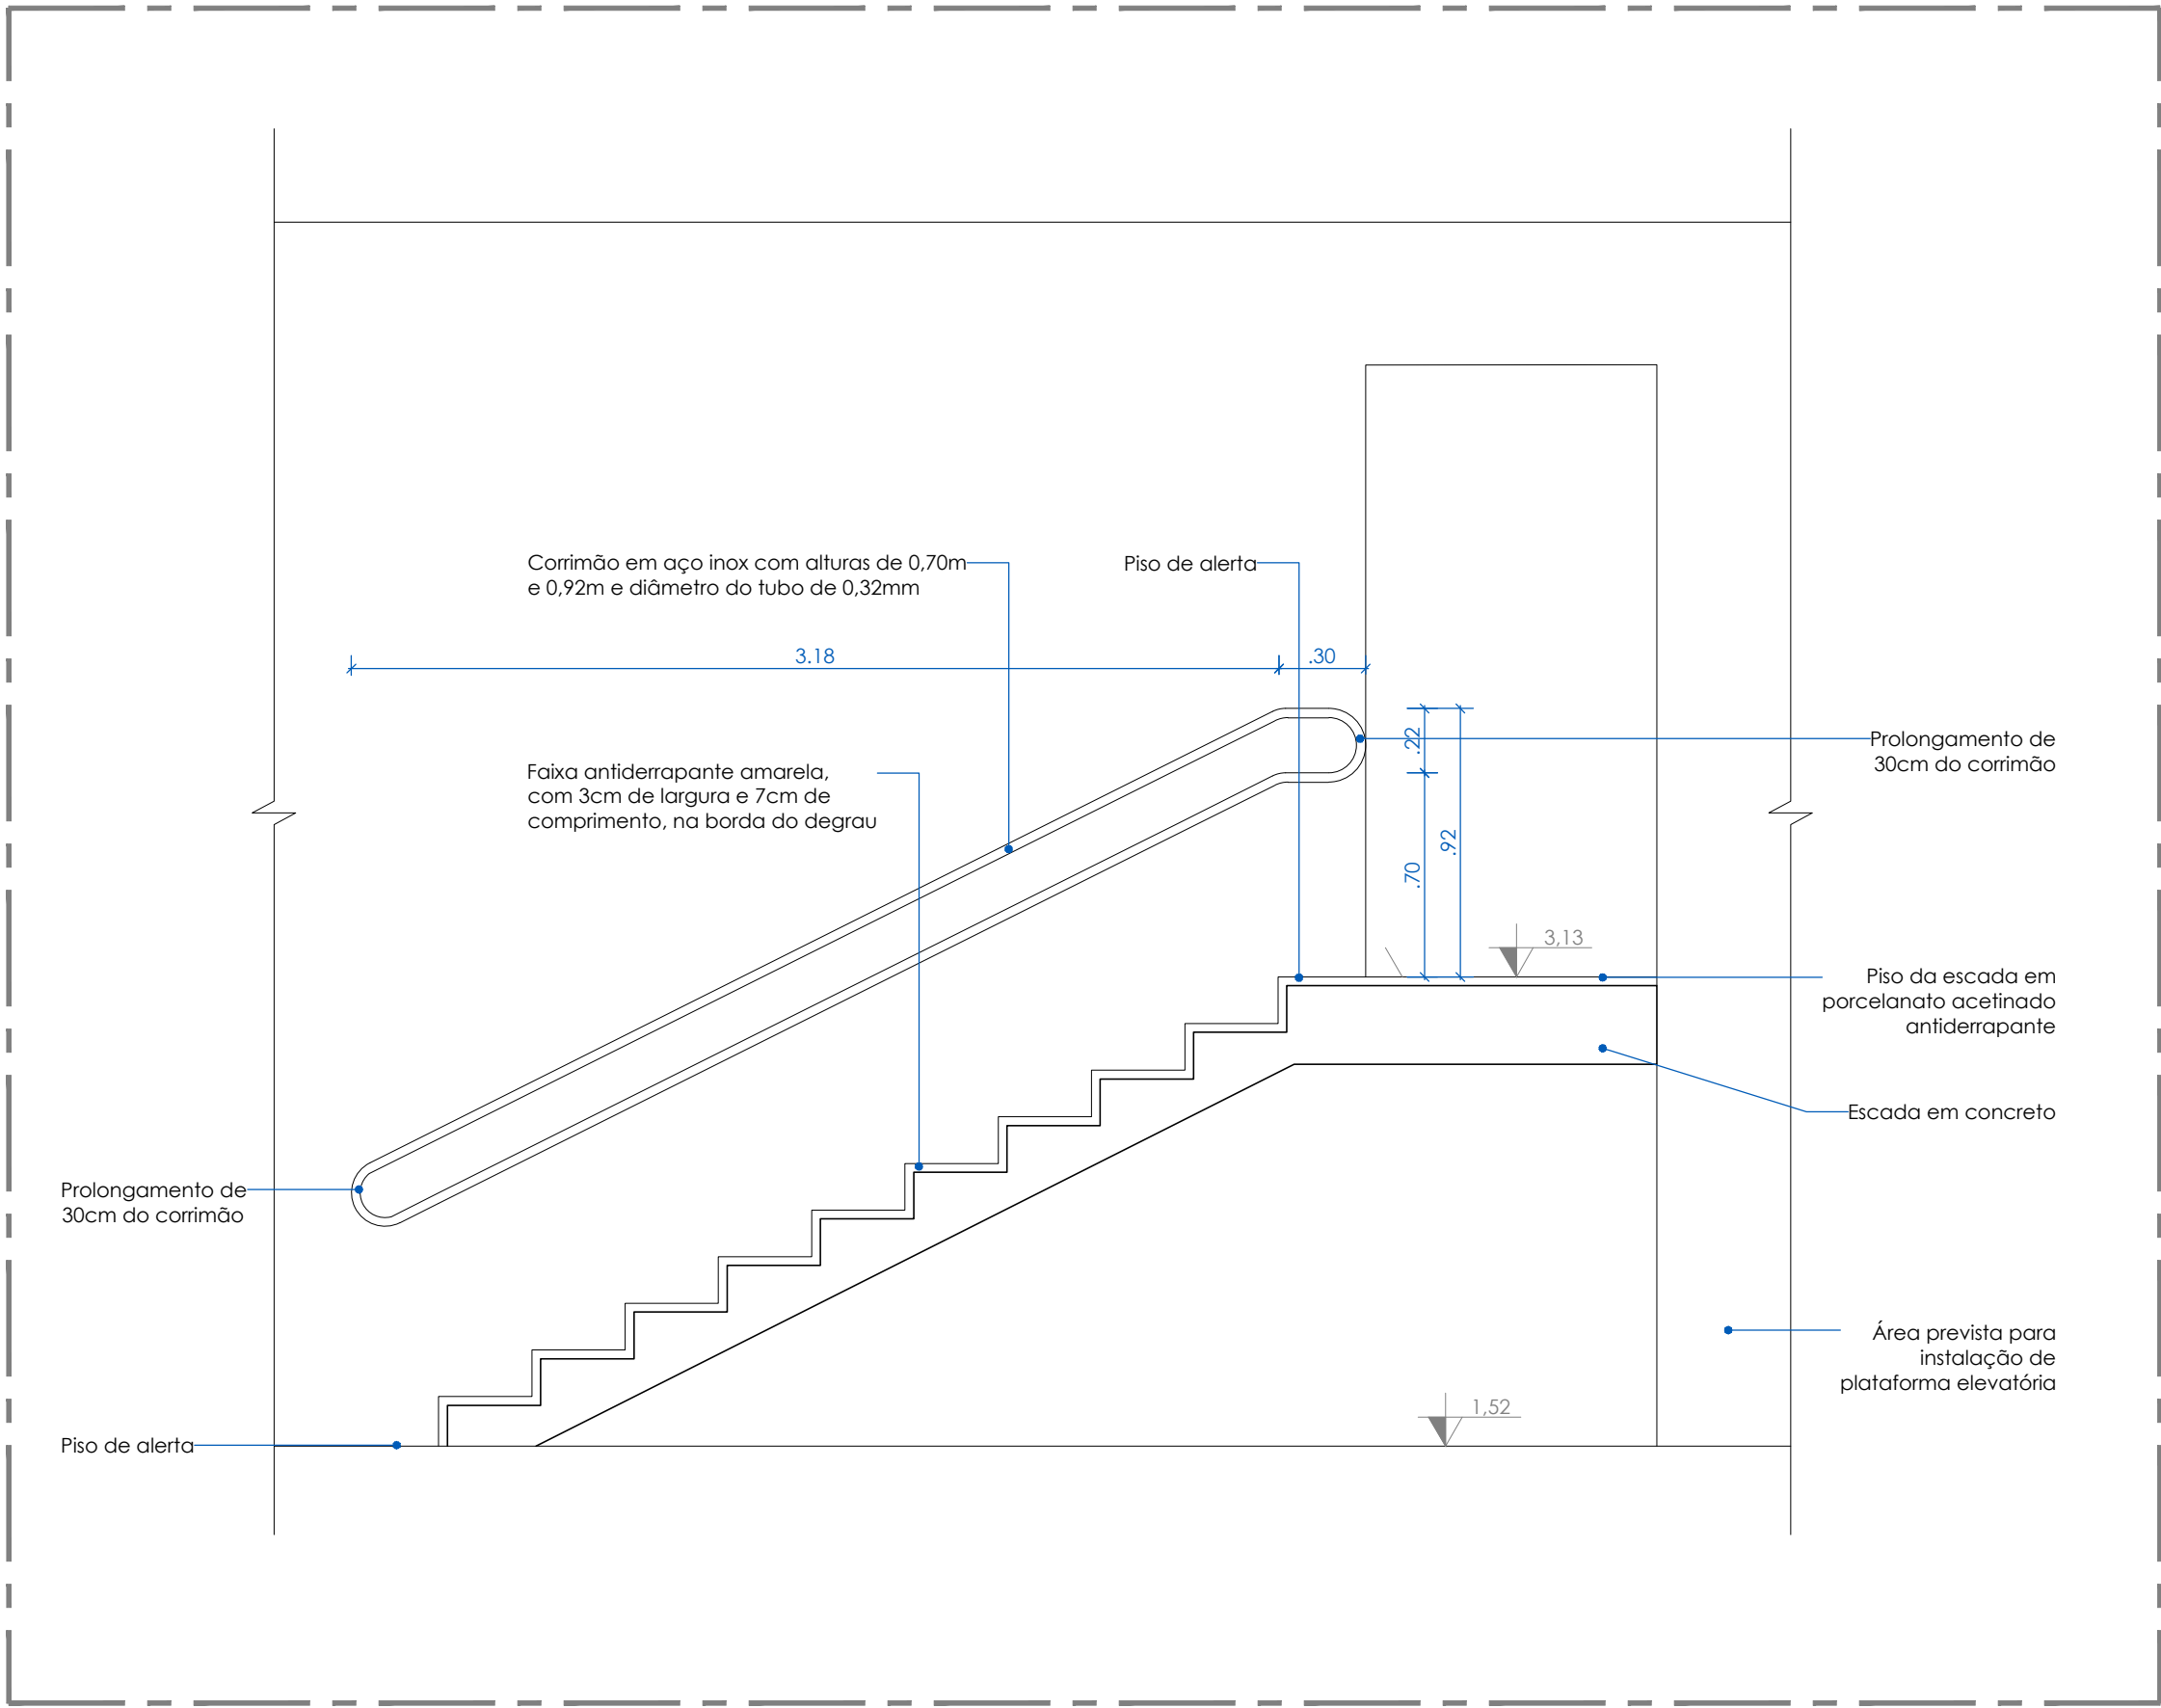 Corrimão em aço inox com alturas de 0,70m
e 0,92m e diâmetro do tubo de 0,32mm
Piso de alerta
3.18
.30
.22
.92
.70
Prolongamento de
30cm do corrimão
Faixa antiderrapante amarela,
com 3cm de largura e 7cm de
comprimento, na borda do degrau
3,13
Piso da escada em
porcelanato acetinado
antiderrapante
Escada em concreto
Prolongamento de
30cm do corrimão
Área prevista para
instalação de
plataforma elevatória
1,52
Piso de alerta